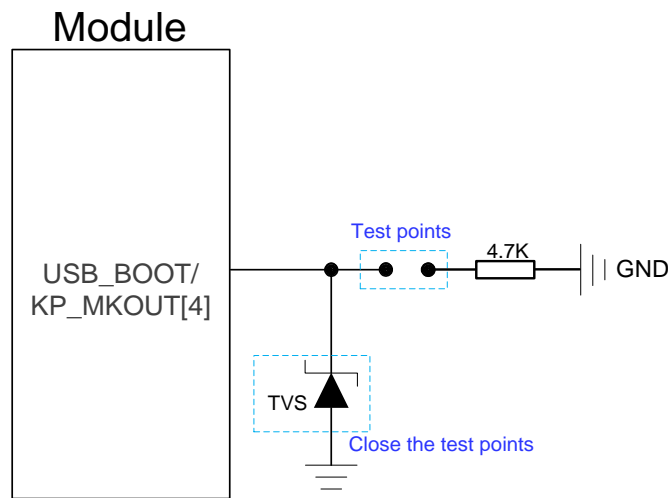 Module
Test points
4.7K
USB_BOOT/
KP_MKOUT[4]
GND
TVS
Close the test points